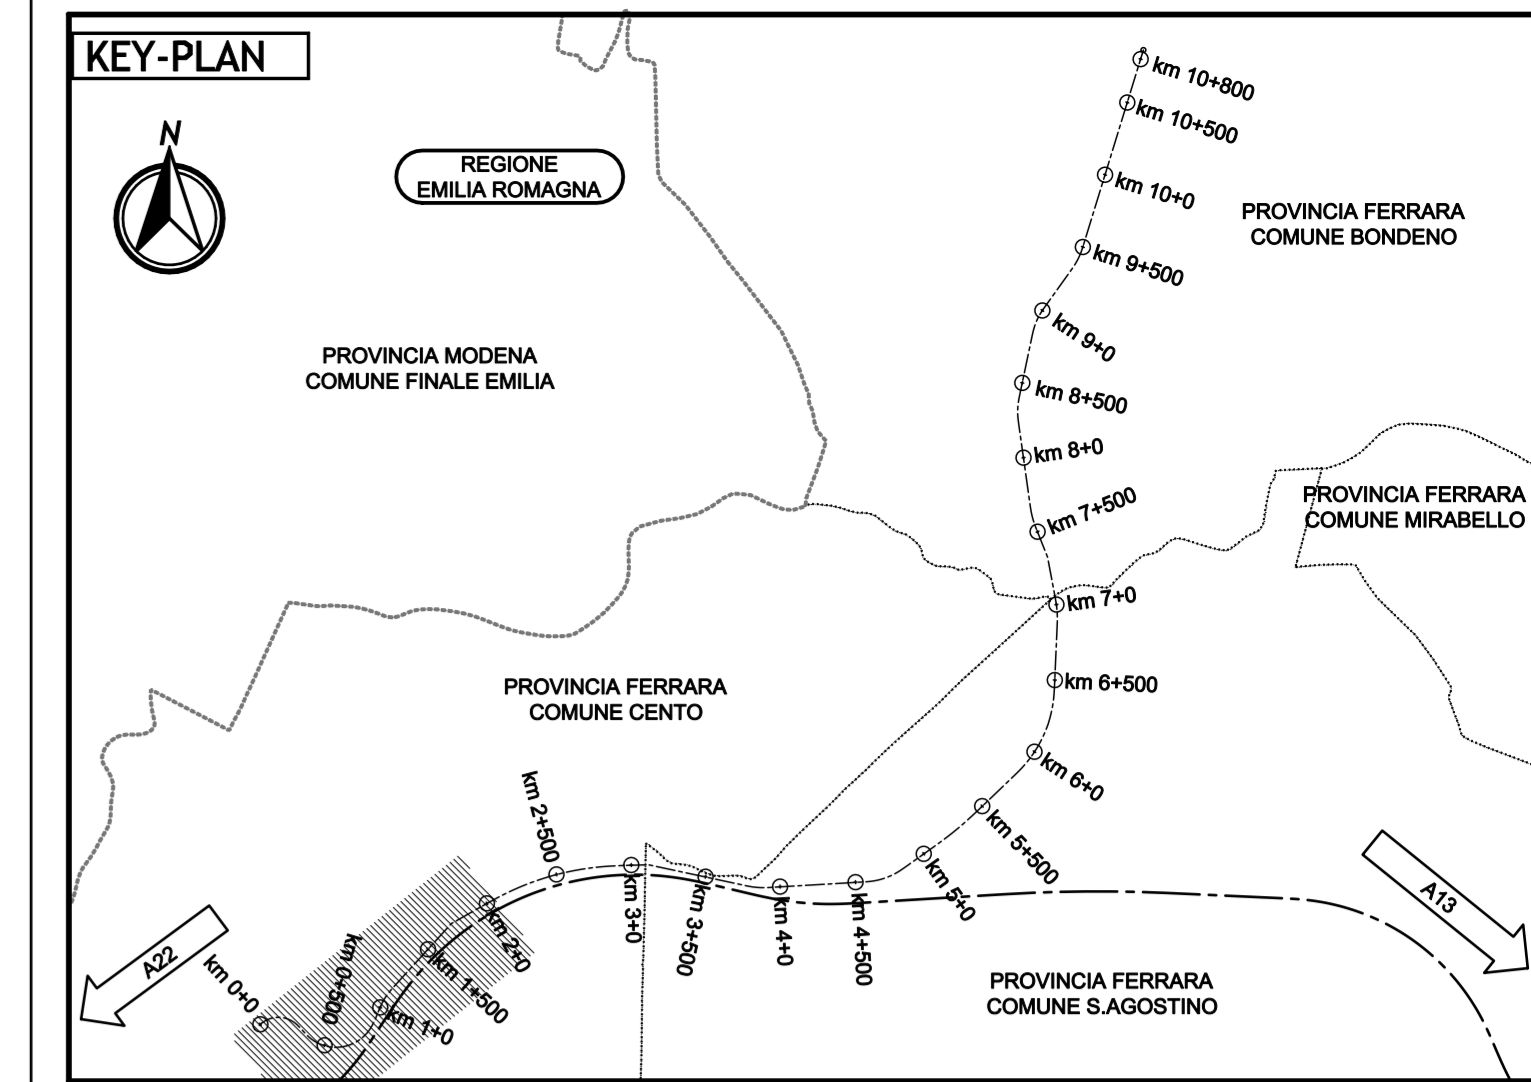 KEY-PLAN
N
REGIONE
EMILIA ROMAGNA
km 10+800
km 10+500
km 10+0
PROVINCIA FERRARA
COMUNE BONDENO
km 9+500
km 9+0
PROVINCIA MODENA
COMUNE FINALE EMILIA
km 8+500
km 8+0
km 7+500
PROVINCIA FERRARA
COMUNE MIRABELLO
km 7+0
km 6+500
PROVINCIA FERRARA
COMUNE CENTO
km 6+0
km 5+500
km 5+0
km 4+500
km 4+0
km 3+500
km 3+0
km 2+500
km 2+0
km 1+500
km 1+0
km 0+500
km 0+0
A22
A13
PROVINCIA FERRARA
COMUNE S.AGOSTINO